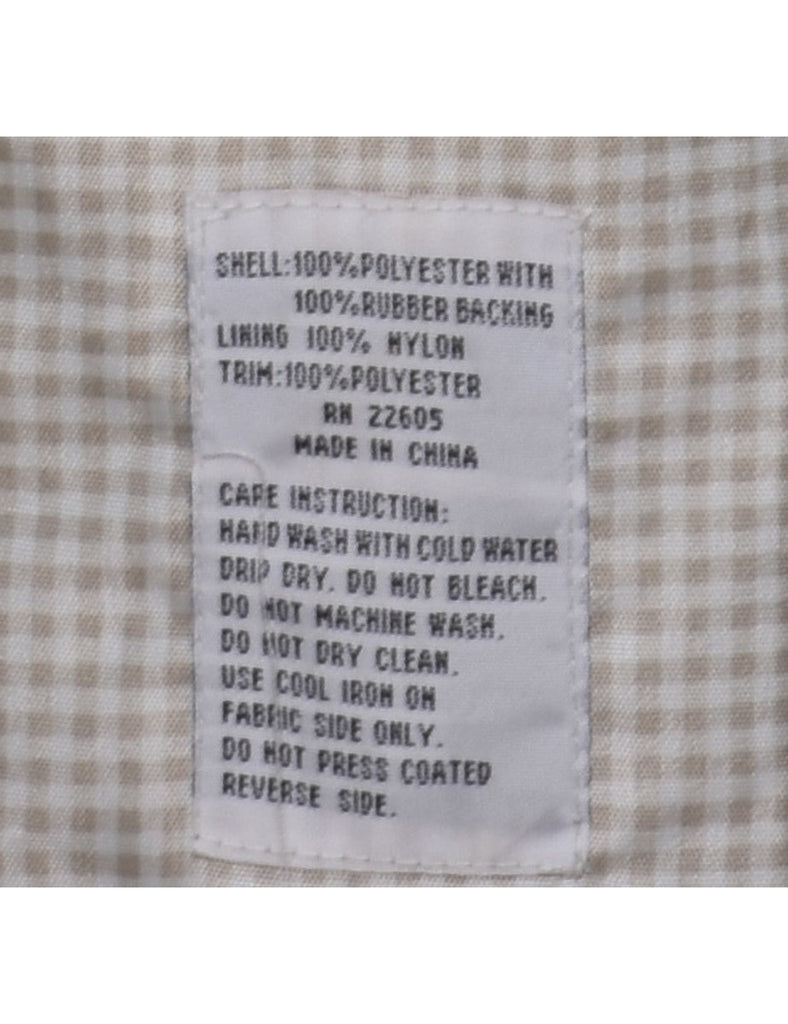 SHELL:100%POLYESTER WITH
100%RUBBER BACKING
LINING 100% NYLON
TRIM:100%POLYESTER
RN 22605
MADE IN CHINA
CARE INSTRUCTION:
HAND WASH WITH COLD WATER
DRIP DRY. DO NOT BLEACH.
DO NOT MACHINE WASH.
DO NOT DRY CLEAN.
USE COOL IRON ON
FABRIC SIDE ONLY.
DO NOT PRESS COATED
REVERSE SIDE.